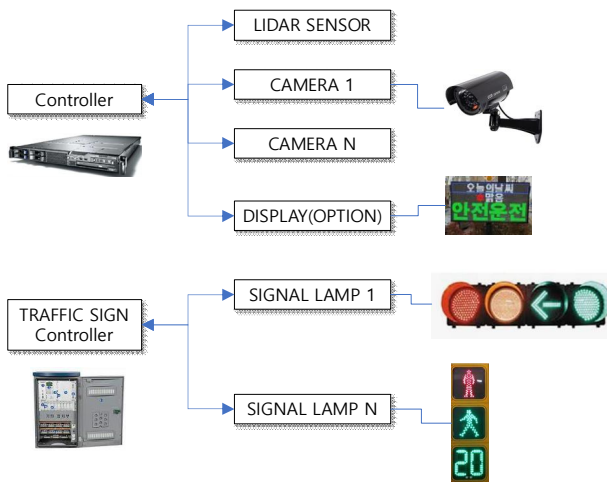 LIDAR SENSOR
Controller
CAMERA 1
CAMERA N
DISPLAY(OPTION)
오늘의날씨
맑음
안전운전
TRAFFIC SIGN
Controller
SIGNAL LAMP 1
SIGNAL LAMP N
20